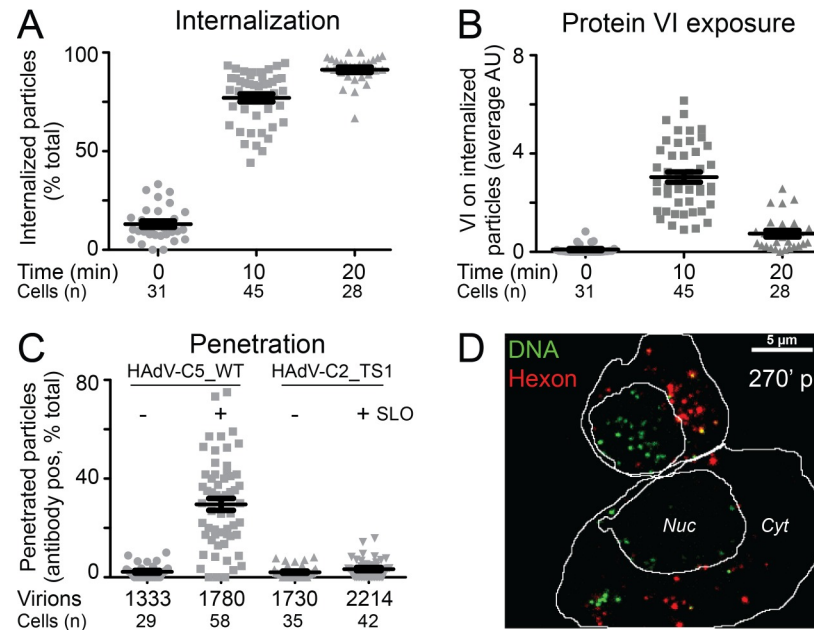 A
Internalization
Internalized particles
(% total)
100
50
0
Time (min) 0 10 20
Cells (n) 31 45 28
B
Protein VI exposure
VI on internalized
particles (average AU)
8
4
0
Time (min) 0 10 20
Cells (n) 31 45 28
C
Penetration
HAdV-C5_WT HAdV-C2_TS1
- + - + SLO
Penetrated particles
(antibody pos, % total)
80
40
0
Virions 1333 1780 1730 2214
Cells (n) 29 58 35 42
D
DNA
Hexon
5 µm
270' p
Nuc Cyt